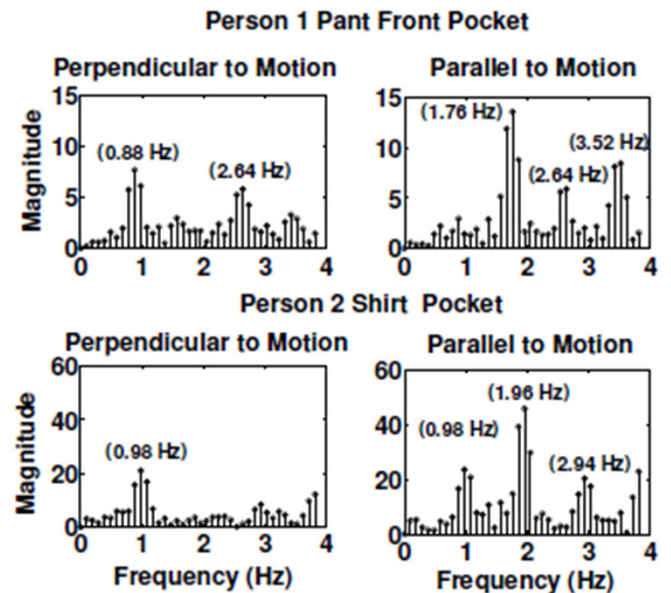 Person 1 Pant Front Pocket
Perpendicular to Motion
Parallel to Motion
Magnitude
15
10
5
0
(0.88 Hz)
(2.64 Hz)
0 1 2 3 4
15
10
5
0
(1.76 Hz)
(2.64 Hz)
(3.52 Hz)
0 1 2 3 4
Person 2 Shirt Pocket
Perpendicular to Motion
Parallel to Motion
Magnitude
60
40
20
0
(0.98 Hz)
0 1 2 3 4
Frequency (Hz)
60
40
20
0
(0.98 Hz)
(1.96 Hz)
(2.94 Hz)
0 1 2 3 4
Frequency (Hz)